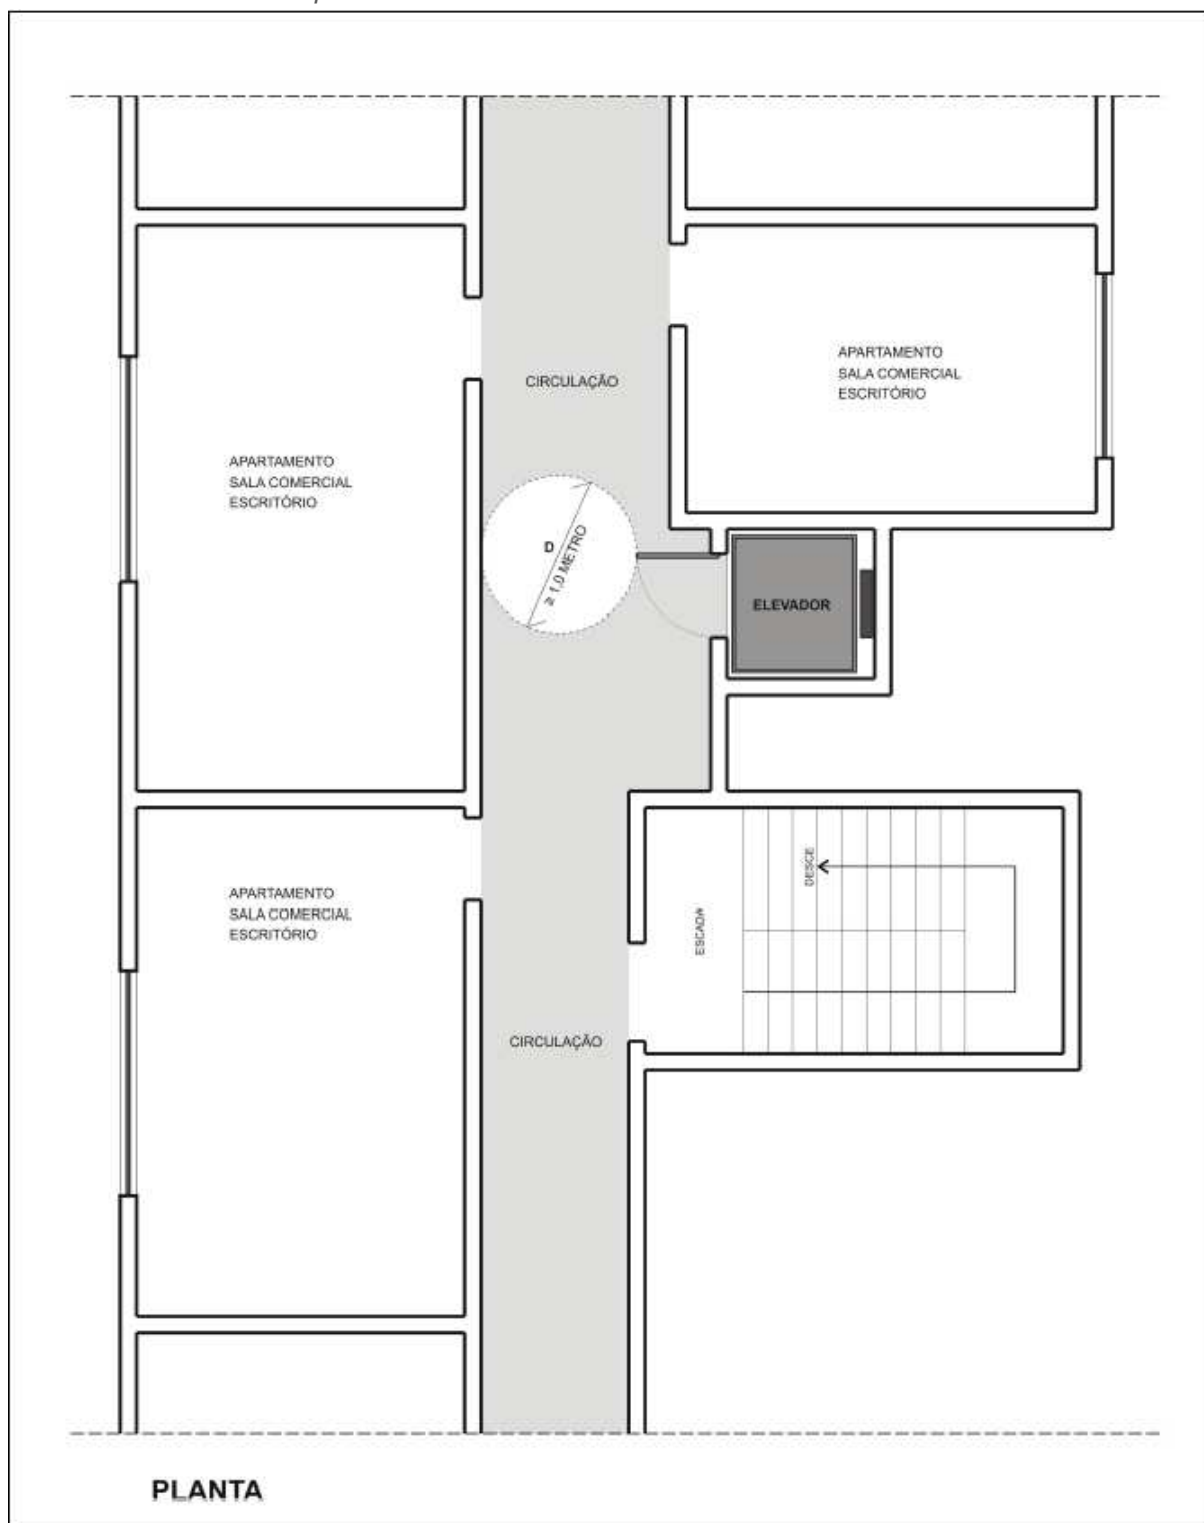 CIRCULAÇÃO
APARTAMENTO
SALA COMERCIAL
ESCRITÓRIO
APARTAMENTO
SALA COMERCIAL
ESCRITÓRIO
D
≥ 1,0 METRO
ELEVADOR
DESCE
APARTAMENTO
SALA COMERCIAL
ESCRITÓRIO
ESCADA
CIRCULAÇÃO
PLANTA